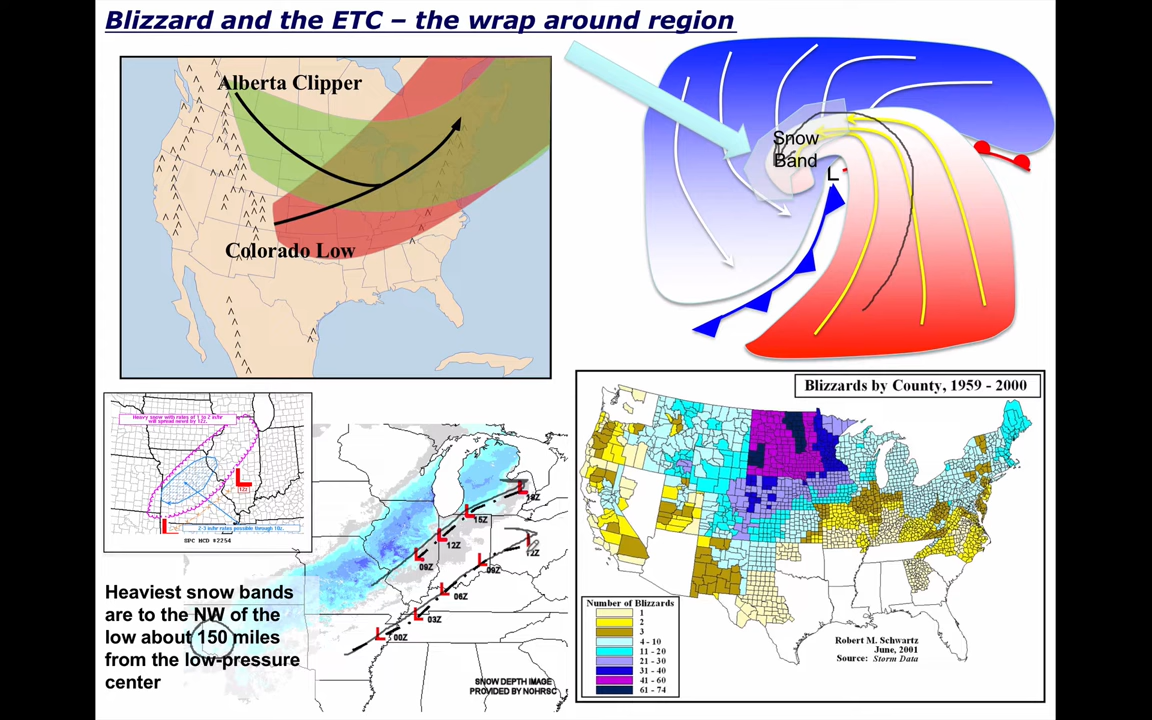 Blizzard and the ETC – the wrap around region
Alberta Clipper
Colorado Low
Snow
Band
L
Heavy snow with rates of 1 to 2 in/hr
will spread newd by 12z.
L
12Z
L
2-3 in/hr rates possible through 10z.
SPC MCD #2254
Heaviest snow bands
are to the NW of the
low about 150 miles
from the low-pressure
center
L
18Z
L
15Z
L
12Z
L
09Z
L
12Z
L
09Z
L
06Z
L
03Z
L
00Z
SNOW DEPTH IMAGE
PROVIDED BY NOHRSC
Blizzards by County, 1959 - 2000
Number of Blizzards
1
2
3
4 - 10
11 - 20
21 - 30
31 - 40
41 - 60
61 - 74
Robert M. Schwartz
June, 2001
Source: Storm Data